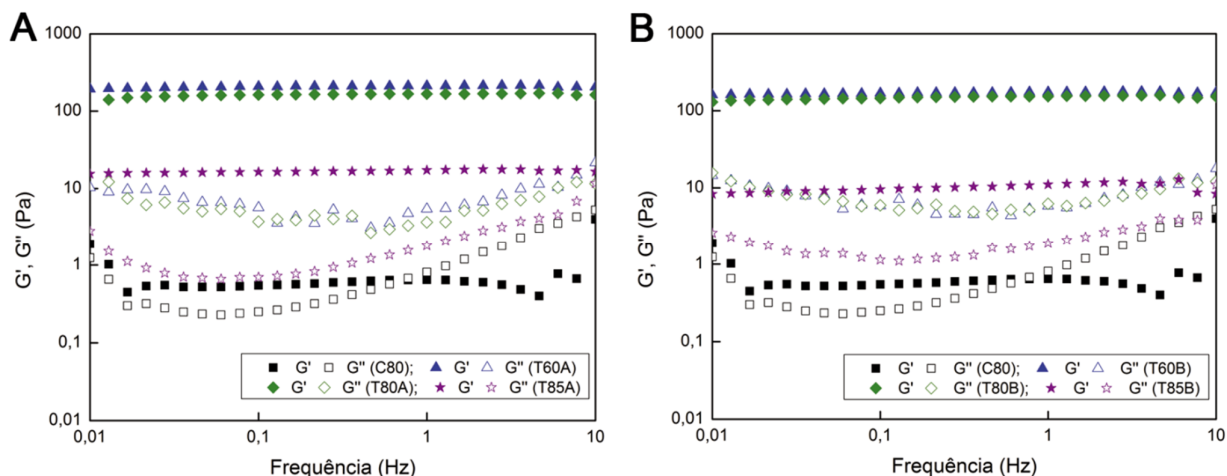 A
1000
100
10
1
0,1
0,01
G', G'' (Pa)
G' G'' (C80); G' G'' (T60A)
G' G'' (T80A); G' G'' (T85A)
0,01 0,1 1 10
Frequência (Hz)
B
1000
100
10
1
0,1
0,01
G', G'' (Pa)
G' G'' (C80); G' G'' (T60B)
G' G'' (T80B); G' G'' (T85B)
0,01 0,1 1 10
Frequência (Hz)